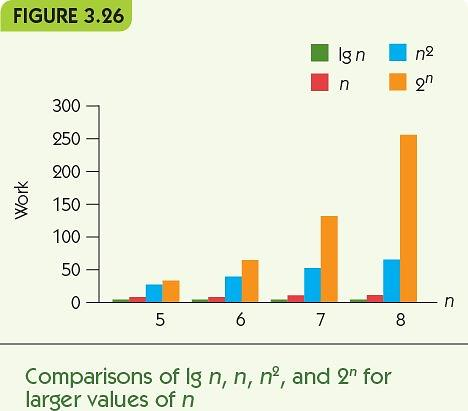 FIGURE 3.26
lg n
n²
n
2ⁿ
300
250
200
150
100
50
0
Work
n
5 6 7 8
Comparisons of lg n, n, n², and 2ⁿ for
larger values of n